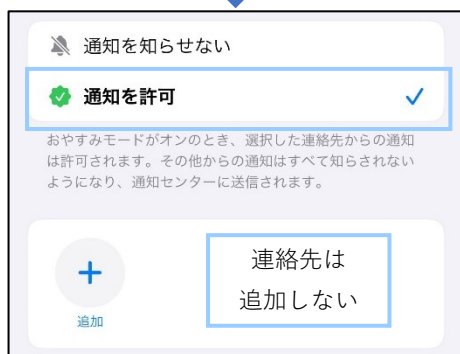 通知を知らせない
通知を許可
おやすみモードがオンのとき、選択した連絡先からの通知
は許可されます。その他からの通知はすべて知らされない
ようになり、通知センターに送信されます。
連絡先は
追加しない
追加